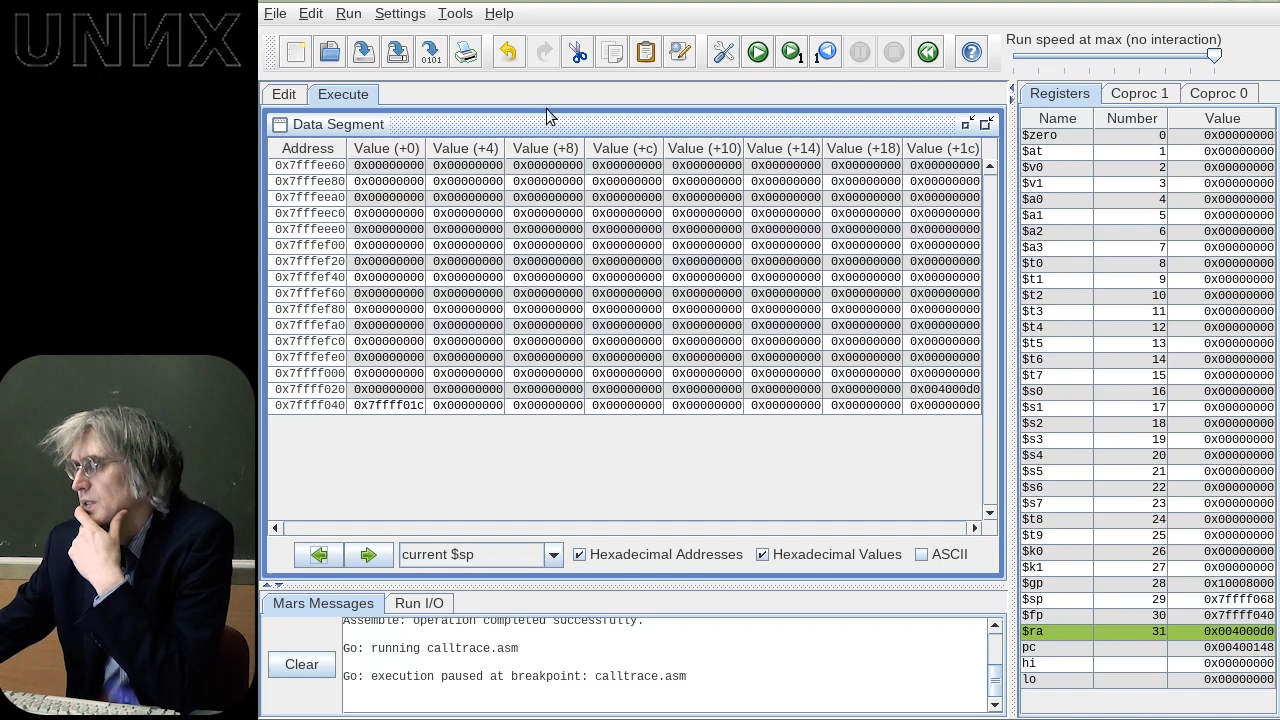 UNИX
File Edit Run Settings Tools Help
Run speed at max (no interaction)
Edit Execute
Data Segment
Address Value (+0) Value (+4) Value (+8) Value (+c) Value (+10) Value (+14) Value (+18) Value (+1c)
0x7fffee60 0x00000000 0x00000000 0x00000000 0x00000000 0x00000000 0x00000000 0x00000000 0x00000000
0x7fffee80 0x00000000 0x00000000 0x00000000 0x00000000 0x00000000 0x00000000 0x00000000 0x00000000
0x7fffeea0 0x00000000 0x00000000 0x00000000 0x00000000 0x00000000 0x00000000 0x00000000 0x00000000
0x7fffeec0 0x00000000 0x00000000 0x00000000 0x00000000 0x00000000 0x00000000 0x00000000 0x00000000
0x7fffeee0 0x00000000 0x00000000 0x00000000 0x00000000 0x00000000 0x00000000 0x00000000 0x00000000
0x7fffef00 0x00000000 0x00000000 0x00000000 0x00000000 0x00000000 0x00000000 0x00000000 0x00000000
0x7fffef20 0x00000000 0x00000000 0x00000000 0x00000000 0x00000000 0x00000000 0x00000000 0x00000000
0x7fffef40 0x00000000 0x00000000 0x00000000 0x00000000 0x00000000 0x00000000 0x00000000 0x00000000
0x7fffef60 0x00000000 0x00000000 0x00000000 0x00000000 0x00000000 0x00000000 0x00000000 0x00000000
0x7fffef80 0x00000000 0x00000000 0x00000000 0x00000000 0x00000000 0x00000000 0x00000000 0x00000000
0x7fffefa0 0x00000000 0x00000000 0x00000000 0x00000000 0x00000000 0x00000000 0x00000000 0x00000000
0x7fffefc0 0x00000000 0x00000000 0x00000000 0x00000000 0x00000000 0x00000000 0x00000000 0x00000000
0x7fffefe0 0x00000000 0x00000000 0x00000000 0x00000000 0x00000000 0x00000000 0x00000000 0x00000000
0x7ffff000 0x00000000 0x00000000 0x00000000 0x00000000 0x00000000 0x00000000 0x00000000 0x00000000
0x7ffff020 0x00000000 0x00000000 0x00000000 0x00000000 0x00000000 0x00000000 0x00000000 0x004000d0
0x7ffff040 0x7ffff01c 0x00000000 0x00000000 0x00000000 0x00000000 0x00000000 0x00000000 0x00000000
current $sp Hexadecimal Addresses Hexadecimal Values ASCII
Mars Messages Run I/O
Clear
Assemble: operation completed successfully.
Go: running calltrace.asm
Go: execution paused at breakpoint: calltrace.asm
Registers Coproc 1 Coproc 0
Name Number Value
$zero 0 0x00000000
$at 1 0x00000000
$v0 2 0x00000000
$v1 3 0x00000000
$a0 4 0x00000000
$a1 5 0x00000000
$a2 6 0x00000000
$a3 7 0x00000000
$t0 8 0x00000000
$t1 9 0x00000000
$t2 10 0x00000000
$t3 11 0x00000000
$t4 12 0x00000000
$t5 13 0x00000000
$t6 14 0x00000000
$t7 15 0x00000000
$s0 16 0x00000000
$s1 17 0x00000000
$s2 18 0x00000000
$s3 19 0x00000000
$s4 20 0x00000000
$s5 21 0x00000000
$s6 22 0x00000000
$s7 23 0x00000000
$t8 24 0x00000000
$t9 25 0x00000000
$k0 26 0x00000000
$k1 27 0x00000000
$gp 28 0x10008000
$sp 29 0x7ffff068
$fp 30 0x7ffff040
$ra 31 0x004000d0
pc 0x00400148
hi 0x00000000
lo 0x00000000